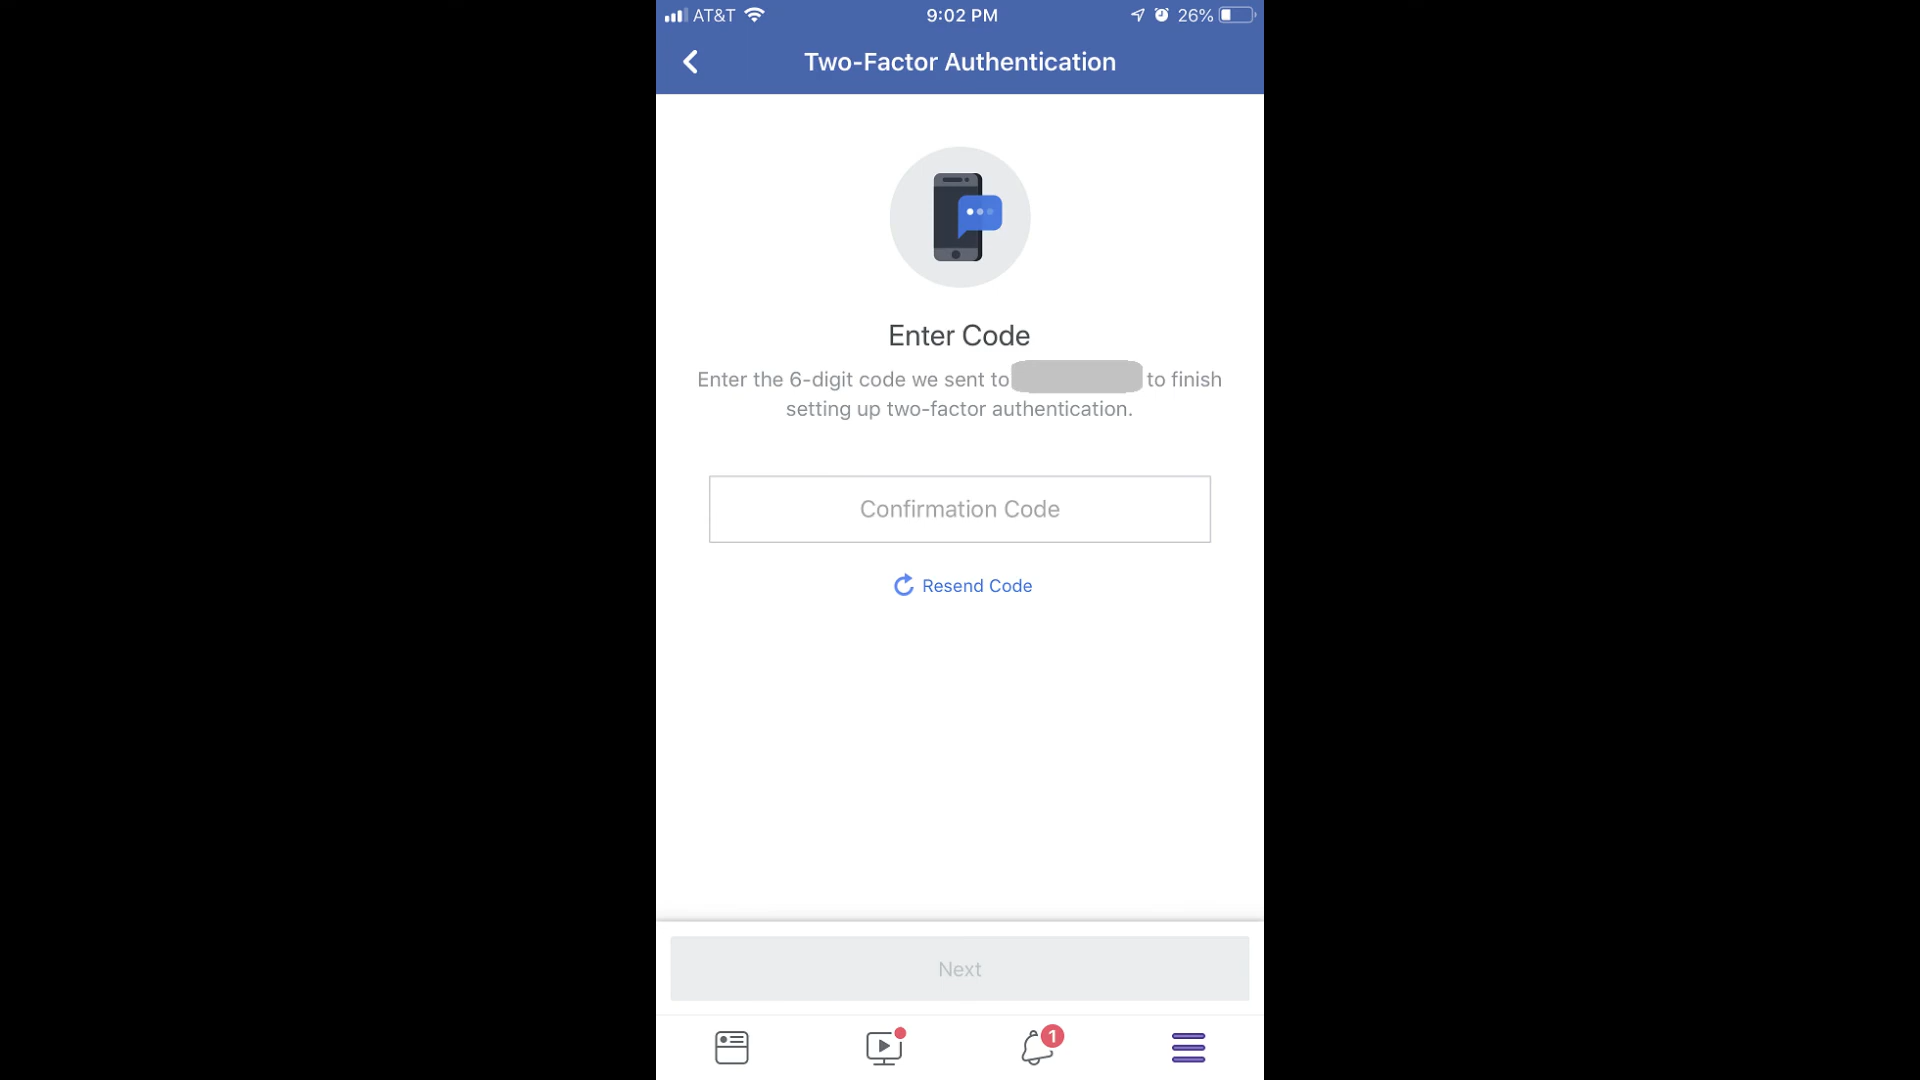 AT&T 9:02 PM 26%
Two-Factor Authentication
Enter Code
Enter the 6-digit code we sent to to finish
setting up two-factor authentication.
Confirmation Code
Resend Code
Next
1